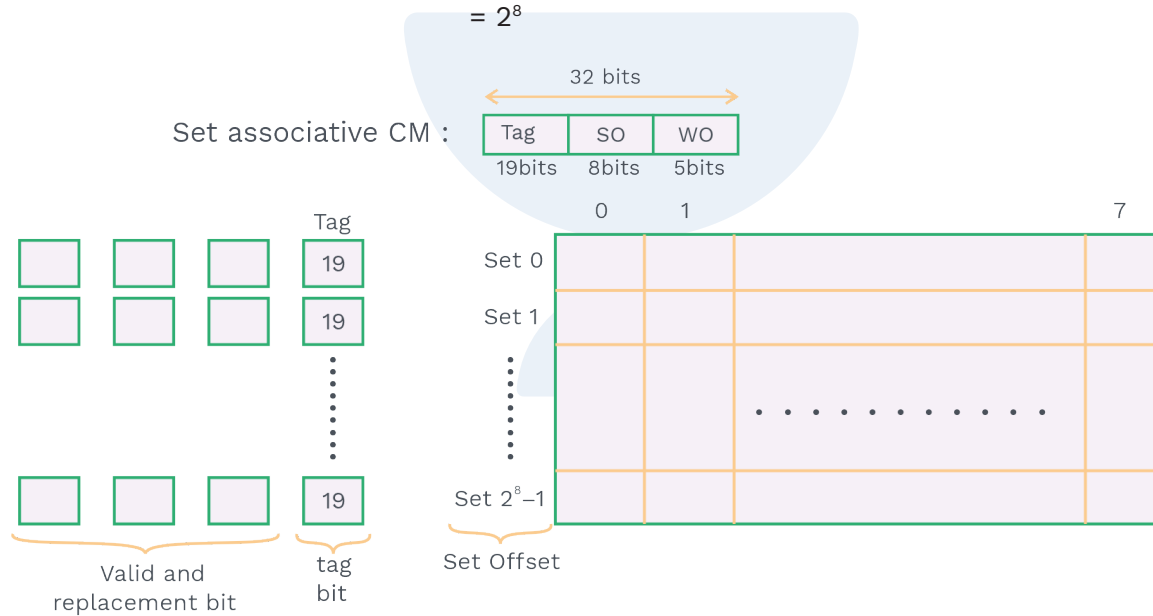 = 2⁸
32 bits
Set associative CM :
Tag SO WO
19bits 8bits 5bits
0 1 7
Tag
19 Set 0
19 Set 1
19 Set 2⁸–1
Valid and
replacement bit
tag
bit
Set Offset